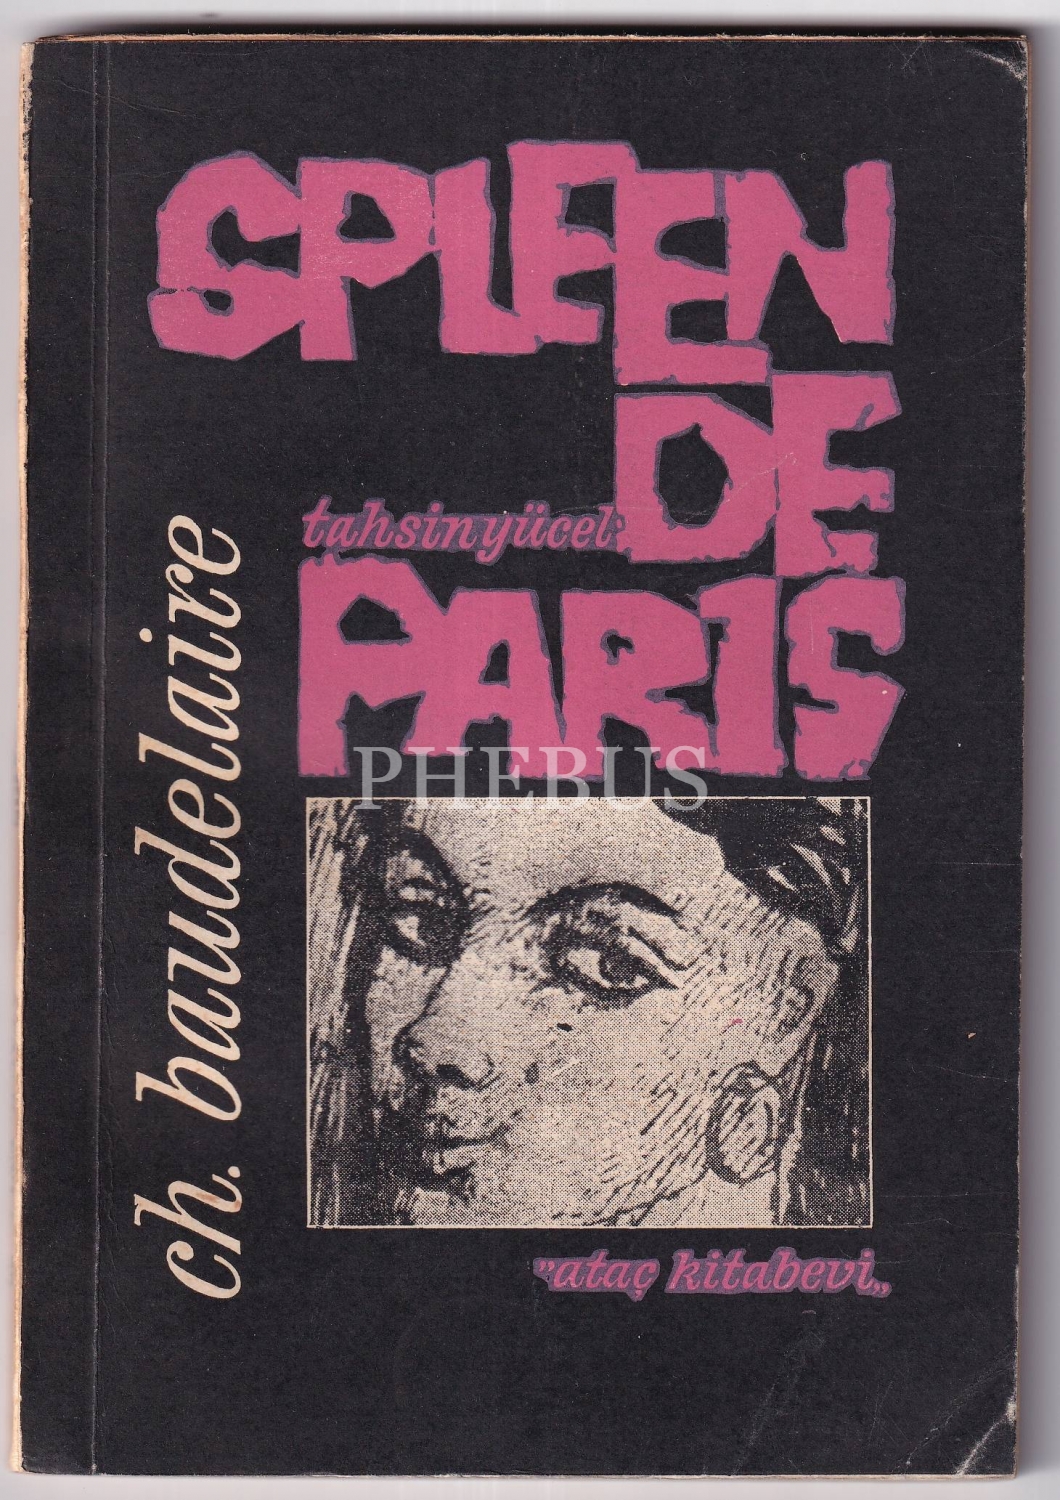 SPLEEN
DE
tahsinyücel:
PARIS
ch. baudelaire
PHEBUS
"ataç kitabevi„